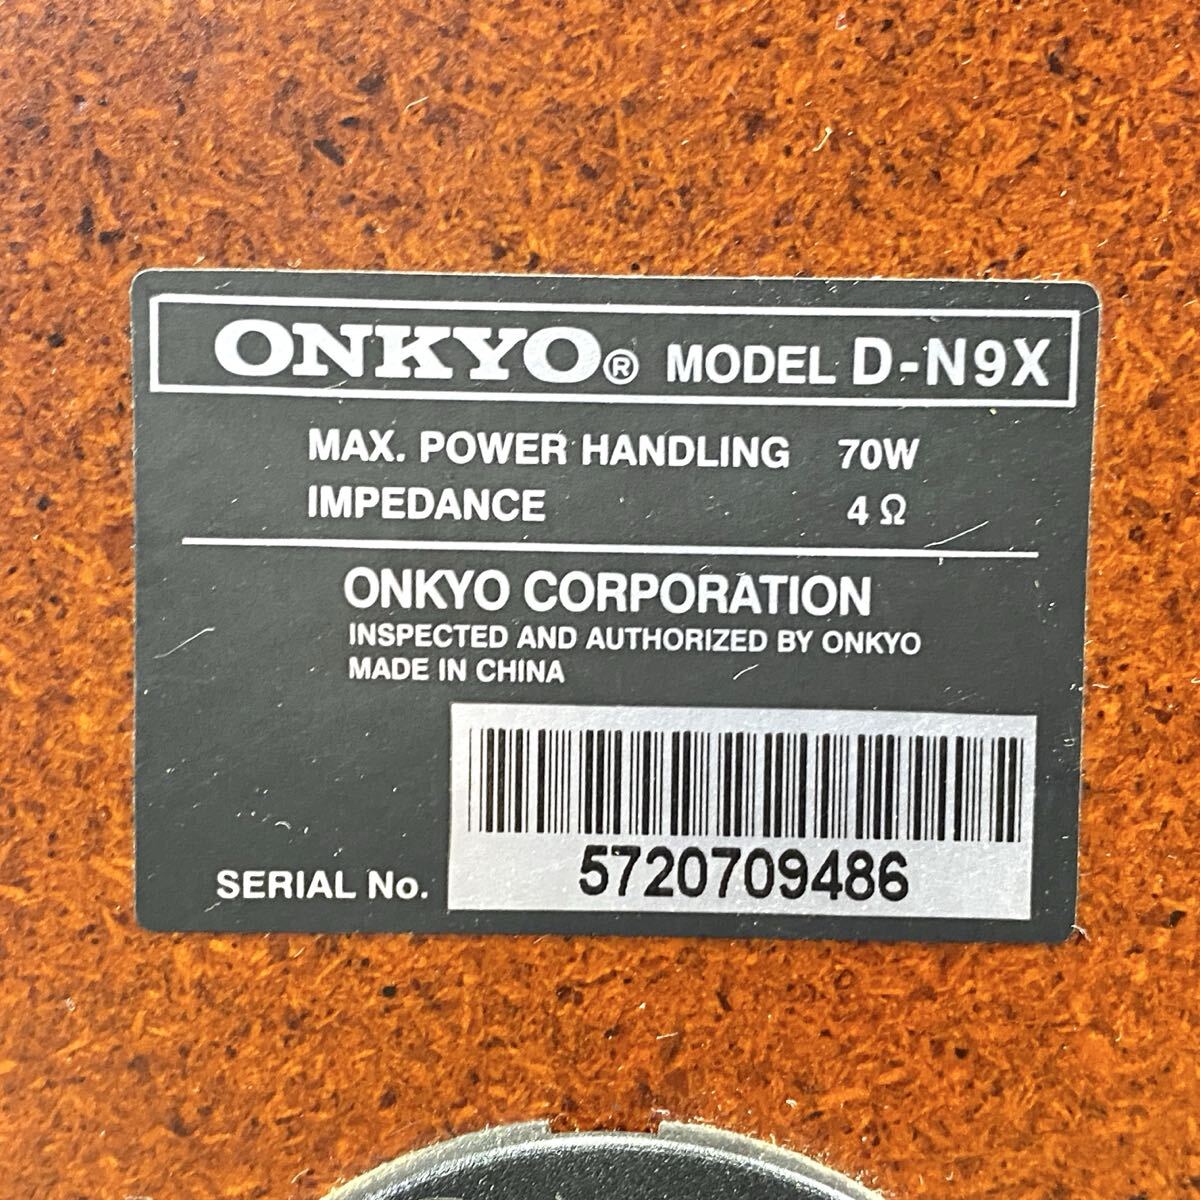 ONKYO® MODEL D-N9X
MAX. POWER HANDLING 70W
IMPEDANCE 4 Ω
ONKYO CORPORATION
INSPECTED AND AUTHORIZED BY ONKYO
MADE IN CHINA
SERIAL No. 5720709486